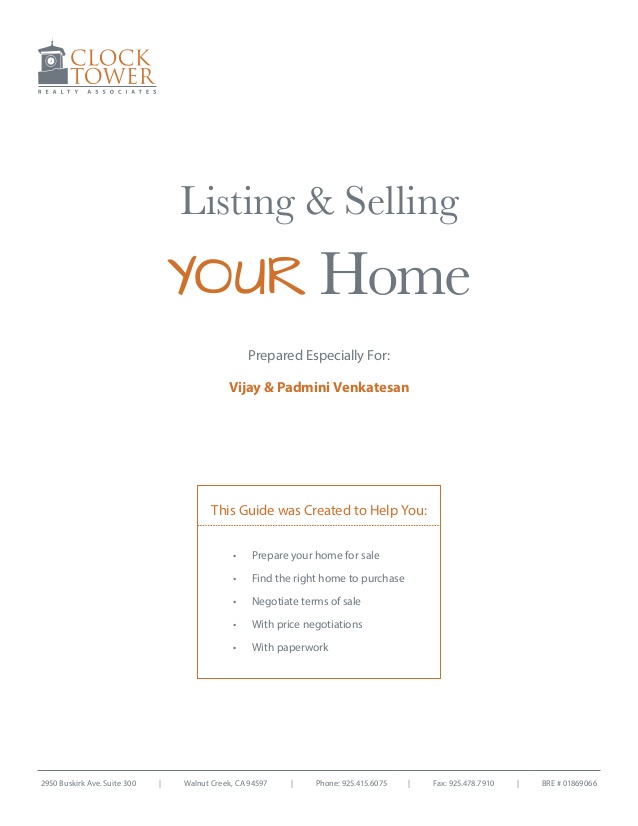 CLOCK
TOWER
REALTY ASSOCIATES
Listing & Selling
YOUR Home
Prepared Especially For:
Vijay & Padmini Venkatesan
This Guide was Created to Help You:
• Prepare your home for sale
• Find the right home to purchase
• Negotiate terms of sale
• With price negotiations
• With paperwork
2950 Buskirk Ave. Suite 300 | Walnut Creek, CA 94597 | Phone: 925.415.6075 | Fax: 925.478.7910 | BRE # 01869066